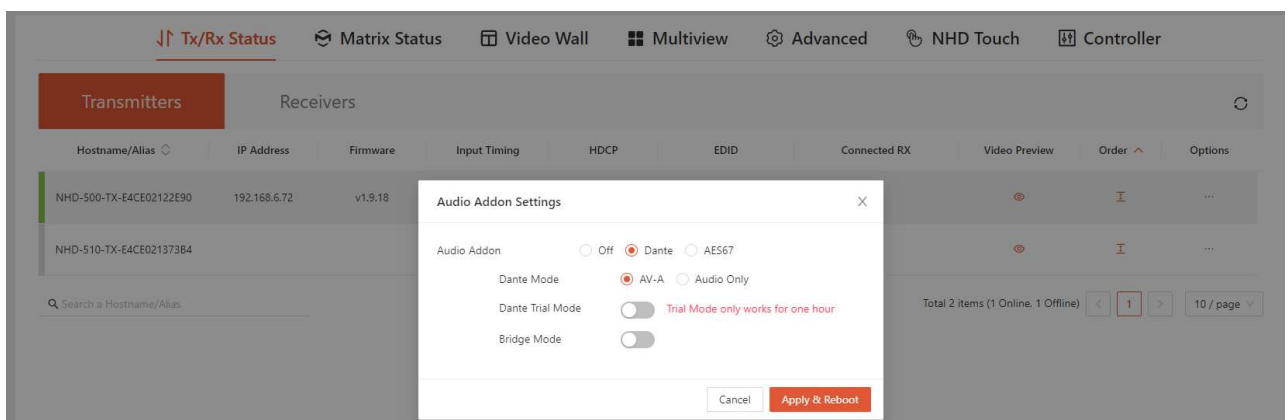 Tx/Rx Status Matrix Status Video Wall Multiview Advanced NHD Touch Controller
Transmitters Receivers
Hostname/Alias IP Address Firmware Input Timing HDCP EDID Connected RX Video Preview Order Options
NHD-500-TX-E4CE02122E90 192.168.6.72 v1.9.18
NHD-510-TX-E4CE021373B4
Search a Hostname/Alias
Total 2 items (1 Online, 1 Offline) < 1 > 10 / page
Audio Addon Settings
Audio Addon Off Dante AES67
Dante Mode AV-A Audio Only
Dante Trial Mode Trial Mode only works for one hour
Bridge Mode
Cancel Apply & Reboot